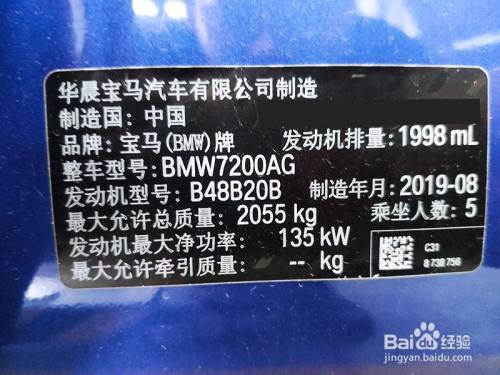 华晨宝马汽车有限公司制造
制造国: 中国
品牌: 宝马(BMW)牌 发动机排量: 1998 mL
整车型号: BMW7200AG
发动机型号: B48B20B 制造年月: 2019-08
最大允许总质量: 2055 kg 乘坐人数: 5
发动机最大净功率: 135 kW
最大允许牵引质量: -- kg
C31
8738756
Baidu经验
jingyan.baidu.com